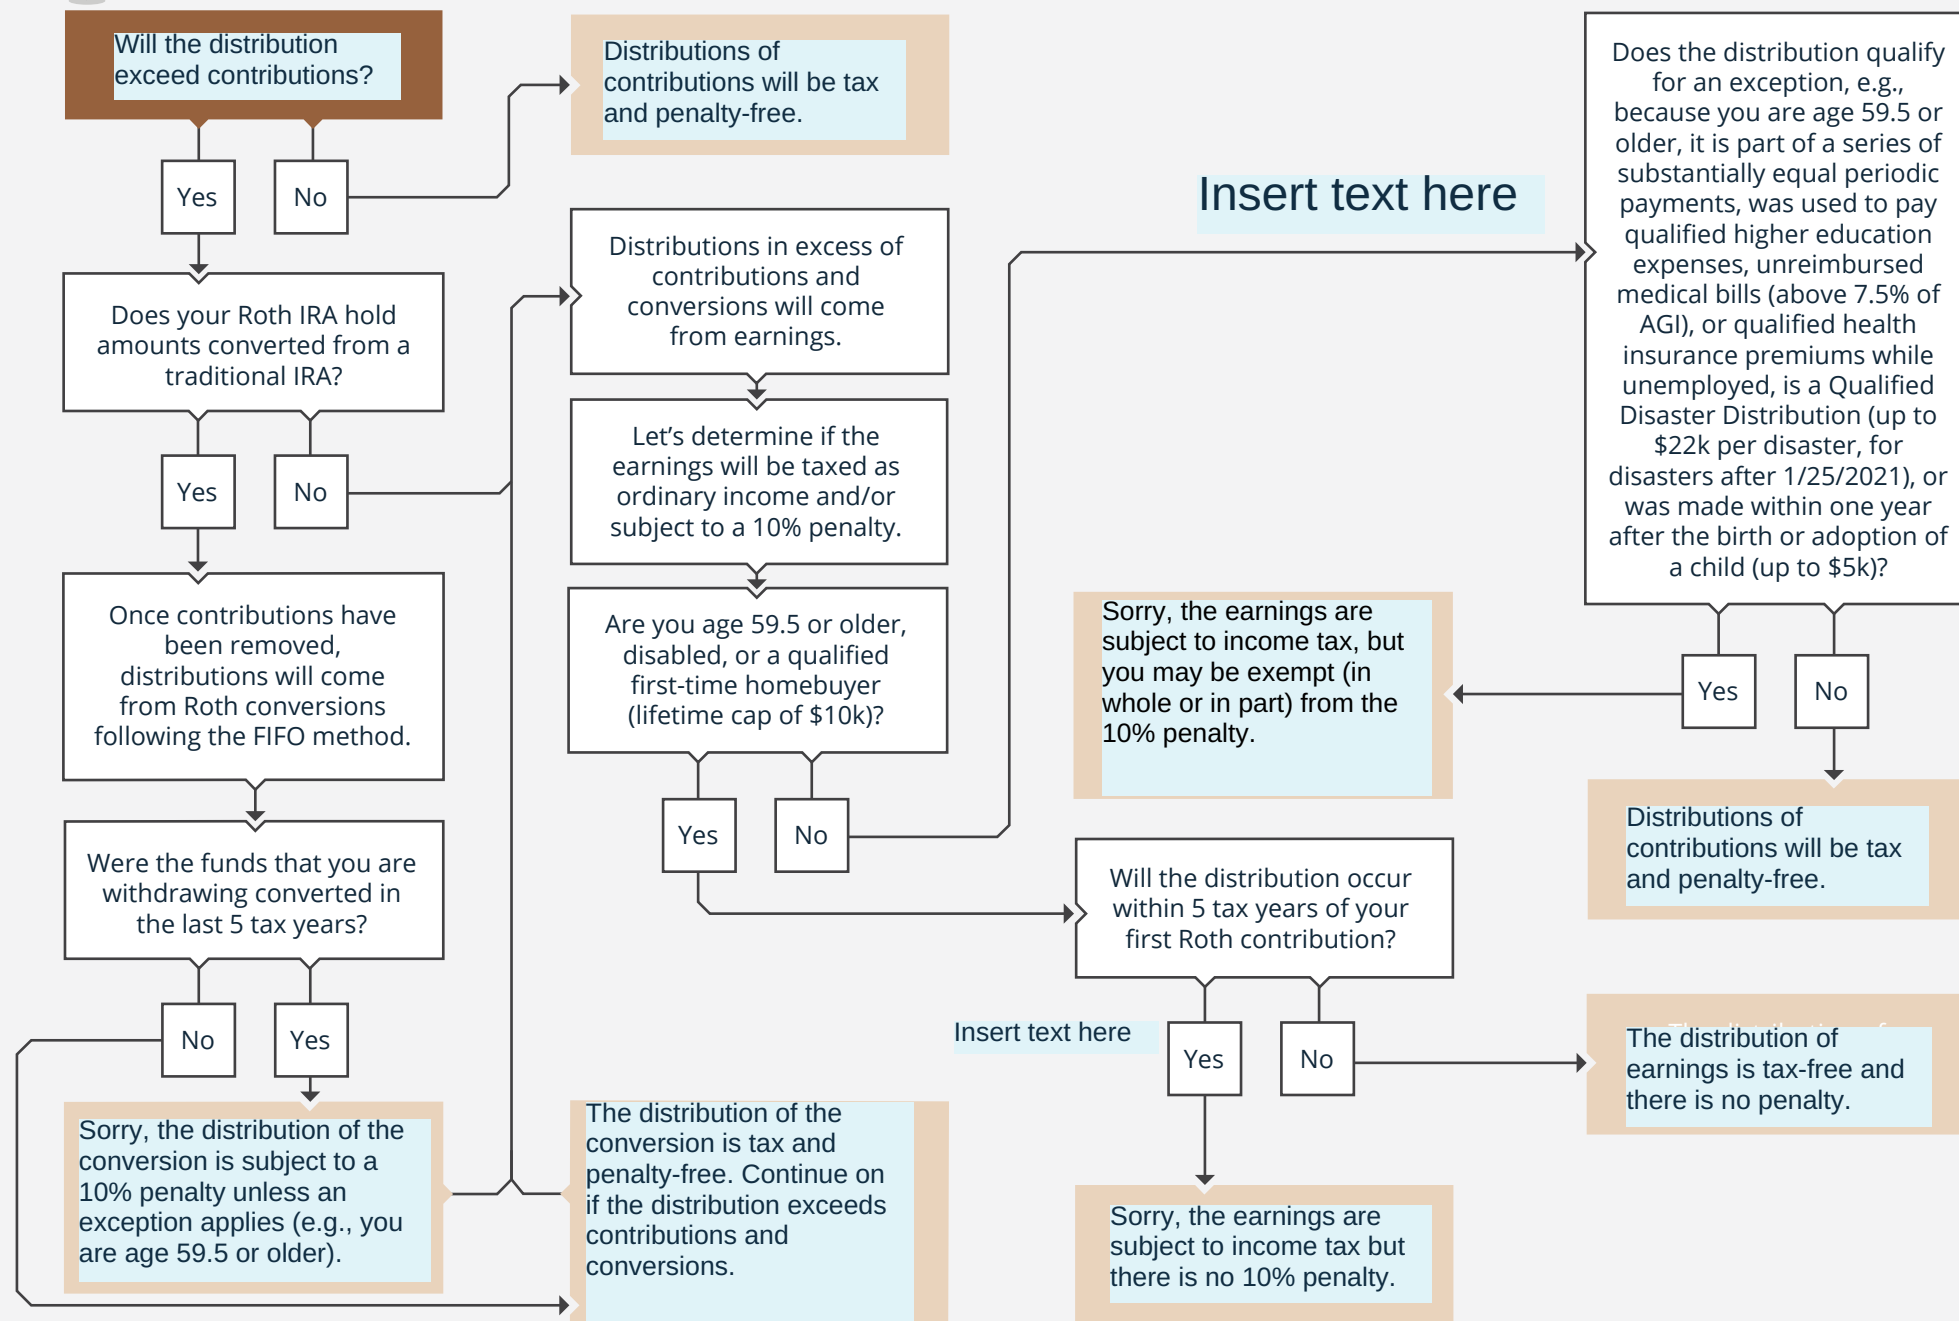 Will the distribution
exceed contributions?
Yes
No
Distributions of
contributions will be tax
and penalty-free.
Does your Roth IRA hold
amounts converted from a
traditional IRA?
Yes
No
Once contributions have
been removed,
distributions will come
from Roth conversions
following the FIFO method.
Were the funds that you are
withdrawing converted in
the last 5 tax years?
No
Yes
Sorry, the distribution of the
conversion is subject to a
10% penalty unless an
exception applies (e.g., you
are age 59.5 or older).
Distributions in excess of
contributions and
conversions will come
from earnings.
Let’s determine if the
earnings will be taxed as
ordinary income and/or
subject to a 10% penalty.
Are you age 59.5 or older,
disabled, or a qualified
first-time homebuyer
(lifetime cap of $10k)?
Yes
No
The distribution of the
conversion is tax and
penalty-free. Continue on
if the distribution exceeds
contributions and
conversions.
Insert text here
Sorry, the earnings are
subject to income tax, but
you may be exempt (in
whole or in part) from the
10% penalty.
Will the distribution occur
within 5 tax years of your
first Roth contribution?
Insert text here
Yes
No
Sorry, the earnings are
subject to income tax but
there is no 10% penalty.
Does the distribution qualify
for an exception, e.g.,
because you are age 59.5 or
older, it is part of a series of
substantially equal periodic
payments, was used to pay
qualified higher education
expenses, unreimbursed
medical bills (above 7.5% of
AGI), or qualified health
insurance premiums while
unemployed, is a Qualified
Disaster Distribution (up to
$22k per disaster, for
disasters after 1/25/2021), or
was made within one year
after the birth or adoption of
a child (up to $5k)?
Yes
No
Distributions of
contributions will be tax
and penalty-free.
The distribution of
earnings is tax-free and
there is no penalty.